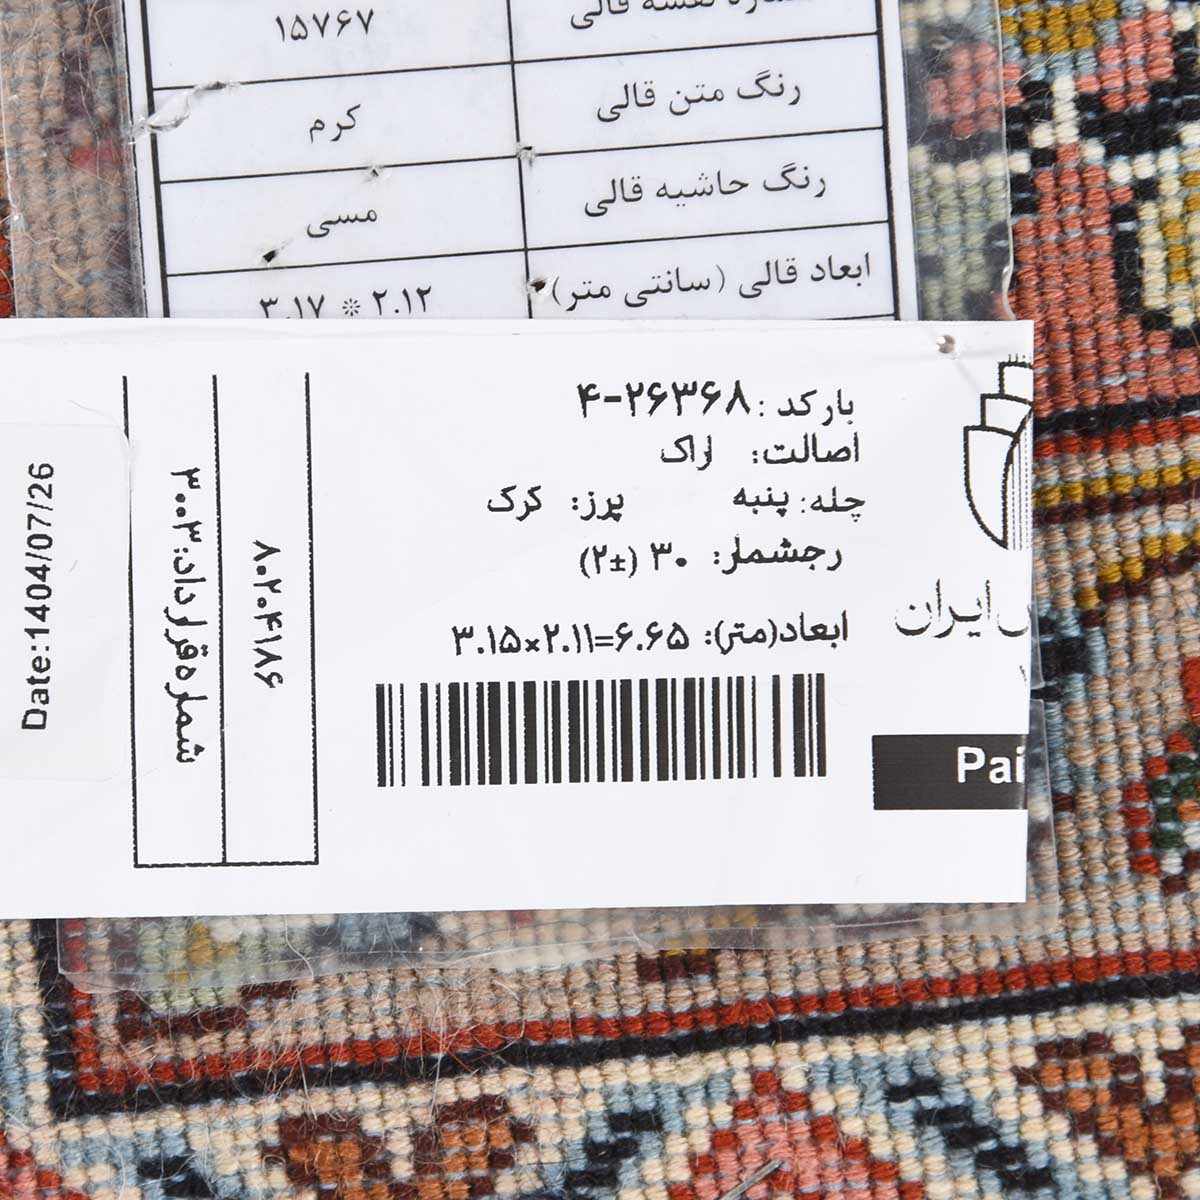 شماره نقشه قالی ۱۵۷۶۷
رنگ متن قالی کرم
رنگ حاشیه قالی مسی
ابعاد قالی (سانتی متر) ۲.۱۲ * ۳.۱۷
بارکد: ۲۶۳۶۸-۴
اصالت: اراک
چله: پنبه پرز: کرک
رجشمار: ۳۰ (±۲)
ابعاد(متر): ۳.۱۵×۲.۱۱=۶.۶۵
ایران
Pai
۸۰۲۰۴۱۸۶
شماره قرارداد: ۳۰۰۳
Date:1404/07/26